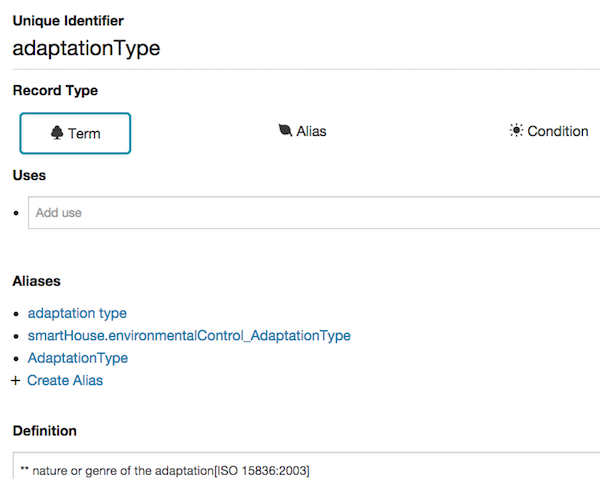 Unique Identifier
adaptationType
Record Type
Term Alias Condition
Uses
Add use
Aliases
adaptation type
smartHouse.environmentalControl_AdaptationType
AdaptationType
+ Create Alias
Definition
** nature or genre of the adaptation[ISO 15836:2003]